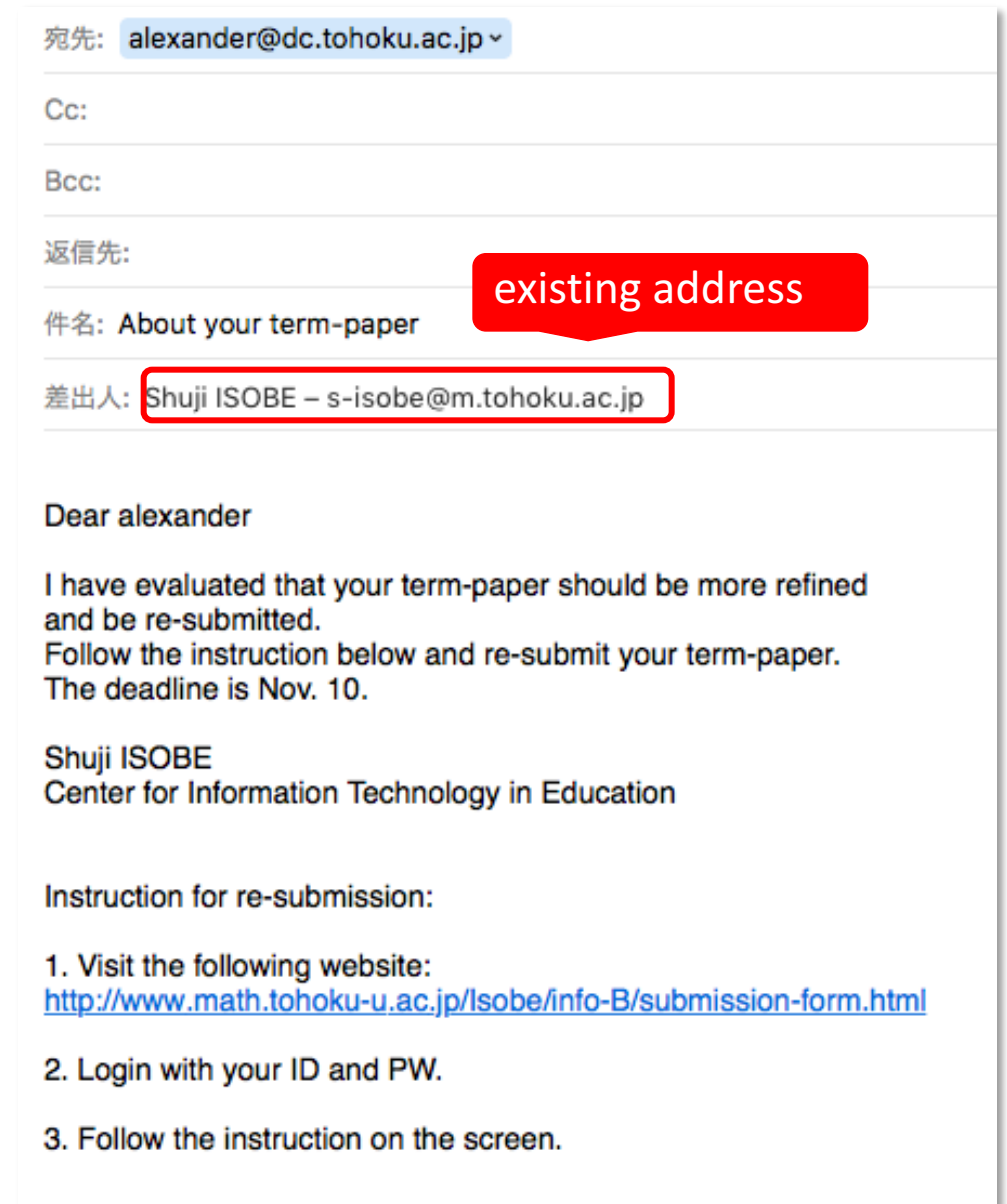 宛先: alexander@dc.tohoku.ac.jp
Cc:
Bcc:
返信先:
existing address
件名: About your term-paper
差出人: Shuji ISOBE – s-isobe@m.tohoku.ac.jp
Dear alexander
I have evaluated that your term-paper should be more refined
and be re-submitted.
Follow the instruction below and re-submit your term-paper.
The deadline is Nov. 10.
Shuji ISOBE
Center for Information Technology in Education
Instruction for re-submission:
1. Visit the following website:
http://www.math.tohoku-u.ac.jp/Isobe/info-B/submission-form.html
2. Login with your ID and PW.
3. Follow the instruction on the screen.